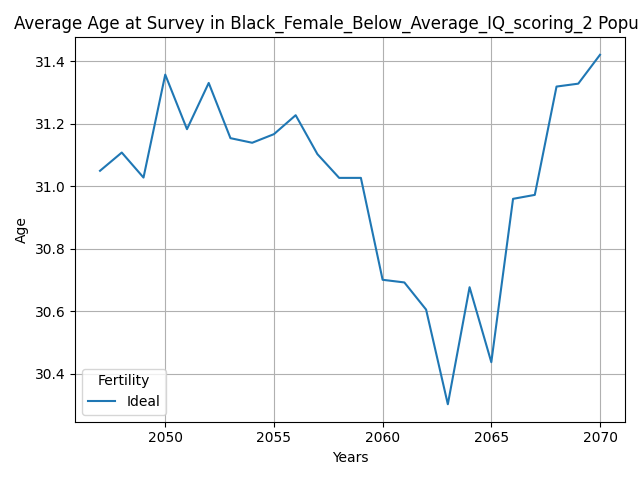 Average Age at Survey in Black_Female_Below_Average_IQ_scoring_2 Popu
31.4
31.2
31.0
30.8
30.6
30.4
Age
Fertility
Ideal
2050 2055 2060 2065 2070
Years